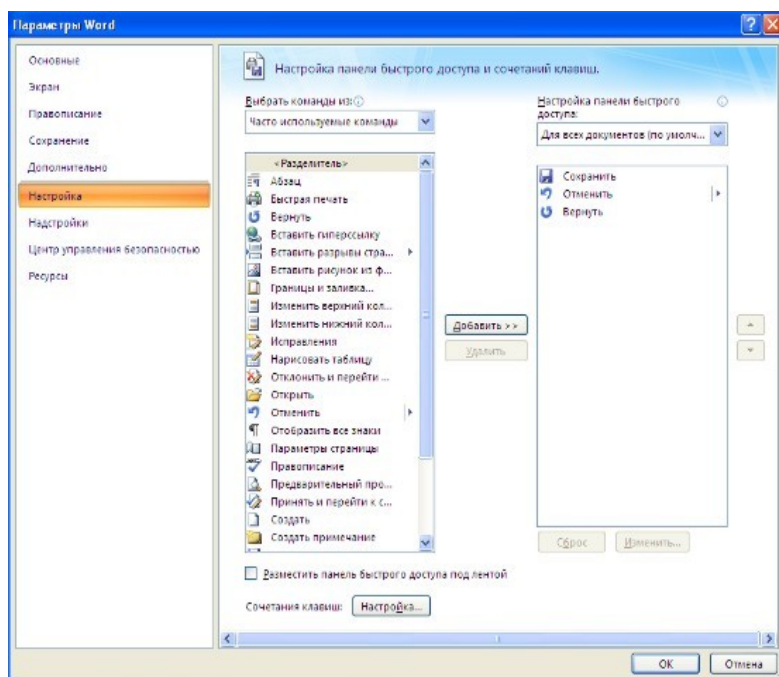 Параметры Word
Основные
Экран
Правописание
Сохранение
Дополнительно
Настройка
Надстройки
Центр управления безопасностью
Ресурсы
Настройка панели быстрого доступа и сочетаний клавиш.
Выбрать команды из:
Часто используемые команды
<Разделитель>
Абзац
Быстрая печать
Вернуть
Вставить гиперссылку
Вставить разрывы стра...
Вставить рисунок из ф...
Границы и заливка...
Изменить верхний кол...
Изменить нижний кол...
Исправления
Нарисовать таблицу
Отклонить и перейти ...
Открыть
Отменить
Отобразить все знаки
Параметры страницы
Правописание
Предварительный про...
Принять и перейти к с...
Создать
Создать примечание
Добавить >>
Удалить
Настройка панели быстрого
доступа:
Для всех документов (по умолч...
Сохранить
Отменить
Вернуть
Сброс
Изменить...
Разместить панель быстрого доступа под лентой
Сочетания клавиш:
Настройка...
ОК
Отмена